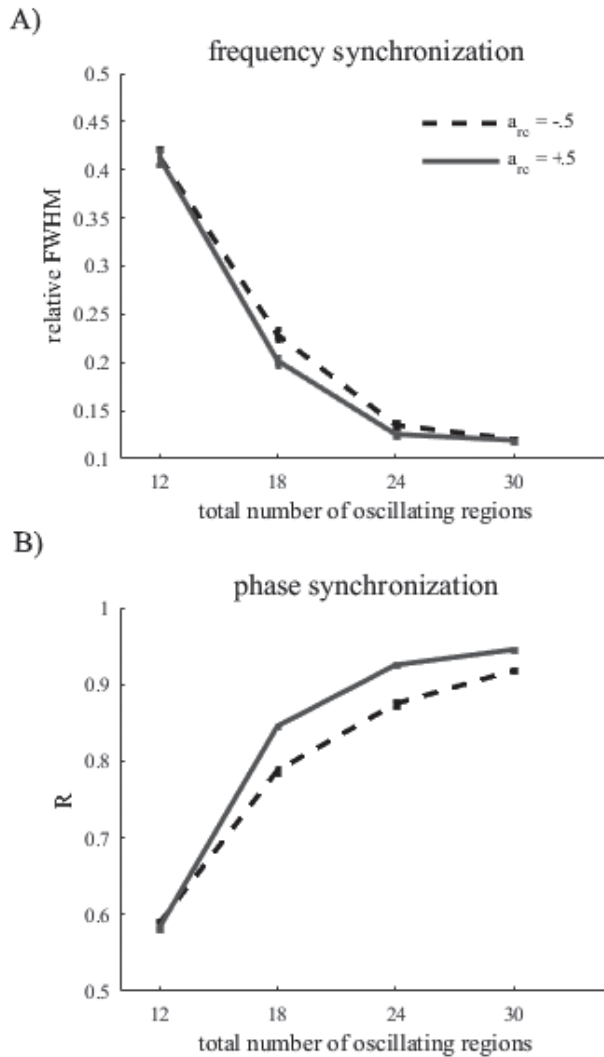 A)
frequency synchronization
0.5
0.45
0.4
0.35
0.3
0.25
0.2
0.15
0.1
relative FWHM
a_rc = -.5
a_rc = +.5
12 18 24 30
total number of oscillating regions
B)
phase synchronization
1
0.9
0.8
0.7
0.6
0.5
R
12 18 24 30
total number of oscillating regions